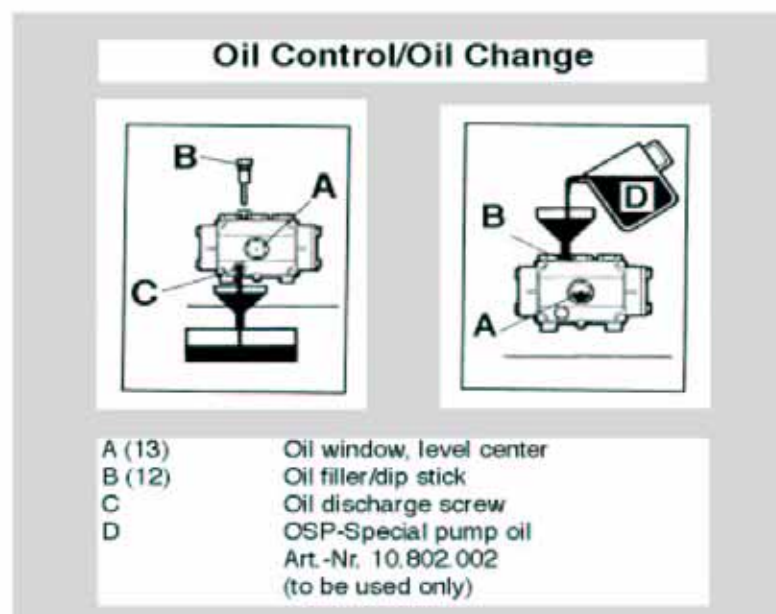 Oil Control/Oil Change
B
A
C
D
B
A
A (13) Oil window, level center
B (12) Oil filler/dip stick
C Oil discharge screw
D OSP-Special pump oil
Art.-Nr. 10.802.002
(to be used only)